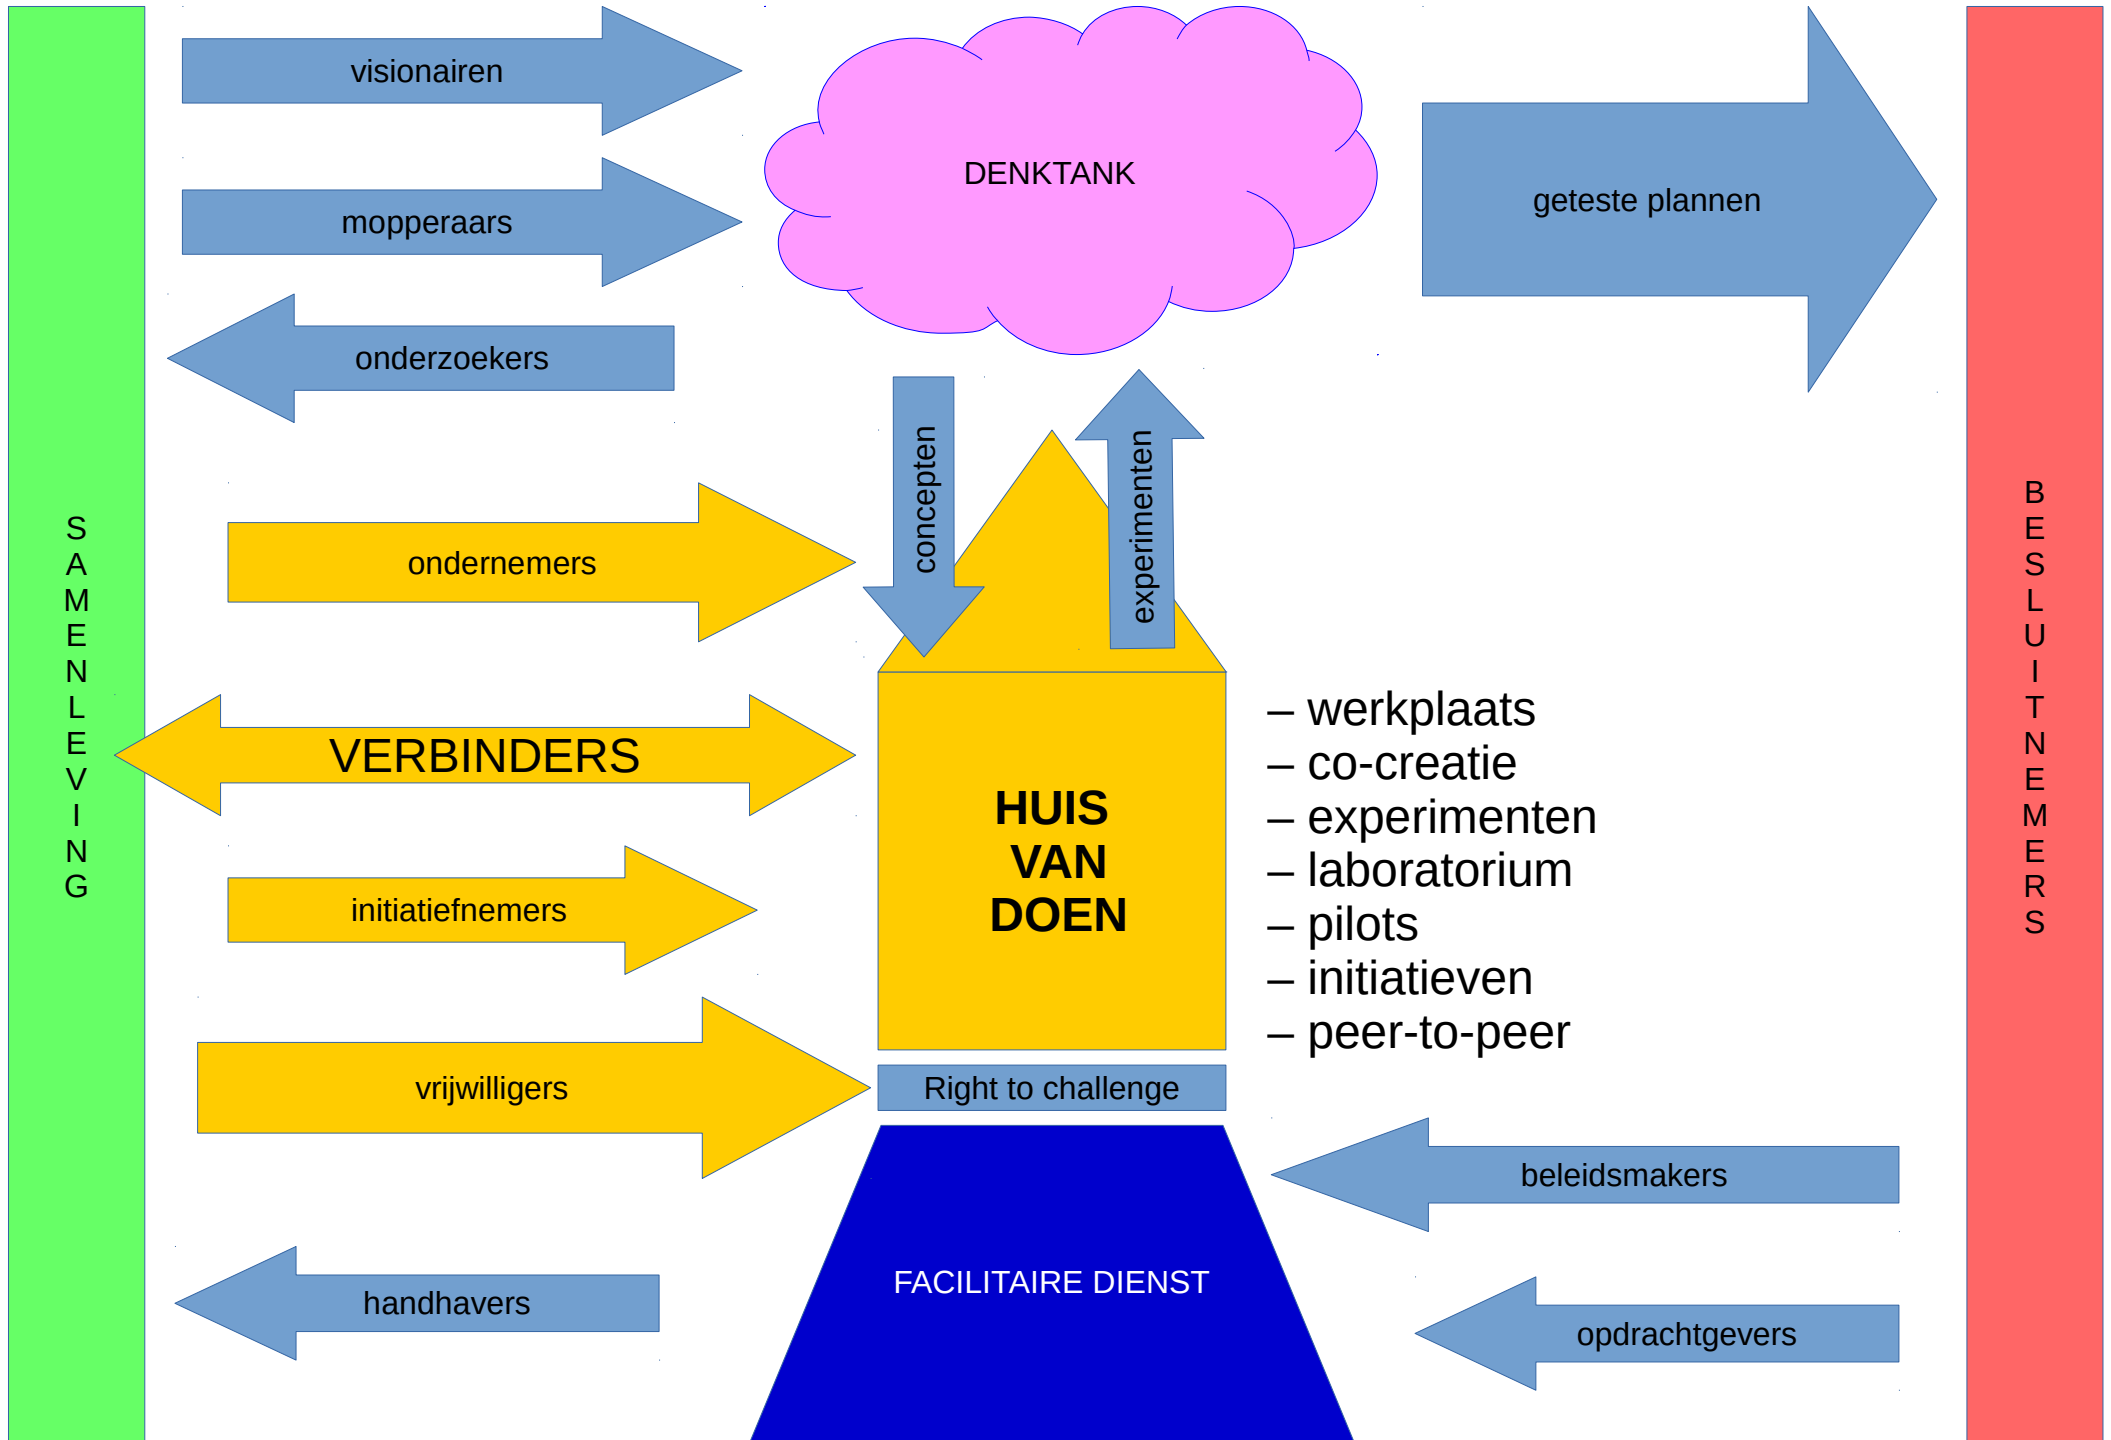 SAMENLEVING
visionairen
mopperaars
onderzoekers
DENKTANK
geteste plannen
concepten
experimenten
ondernemers
VERBINDERS
initiatiefnemers
vrijwilligers
handhavers
HUIS
VAN
DOEN
– werkplaats
– co-creatie
– experimenten
– laboratorium
– pilots
– initiatieven
– peer-to-peer
Right to challenge
FACILITAIRE DIENST
beleidsmakers
opdrachtgevers
BESLUITNEMERS